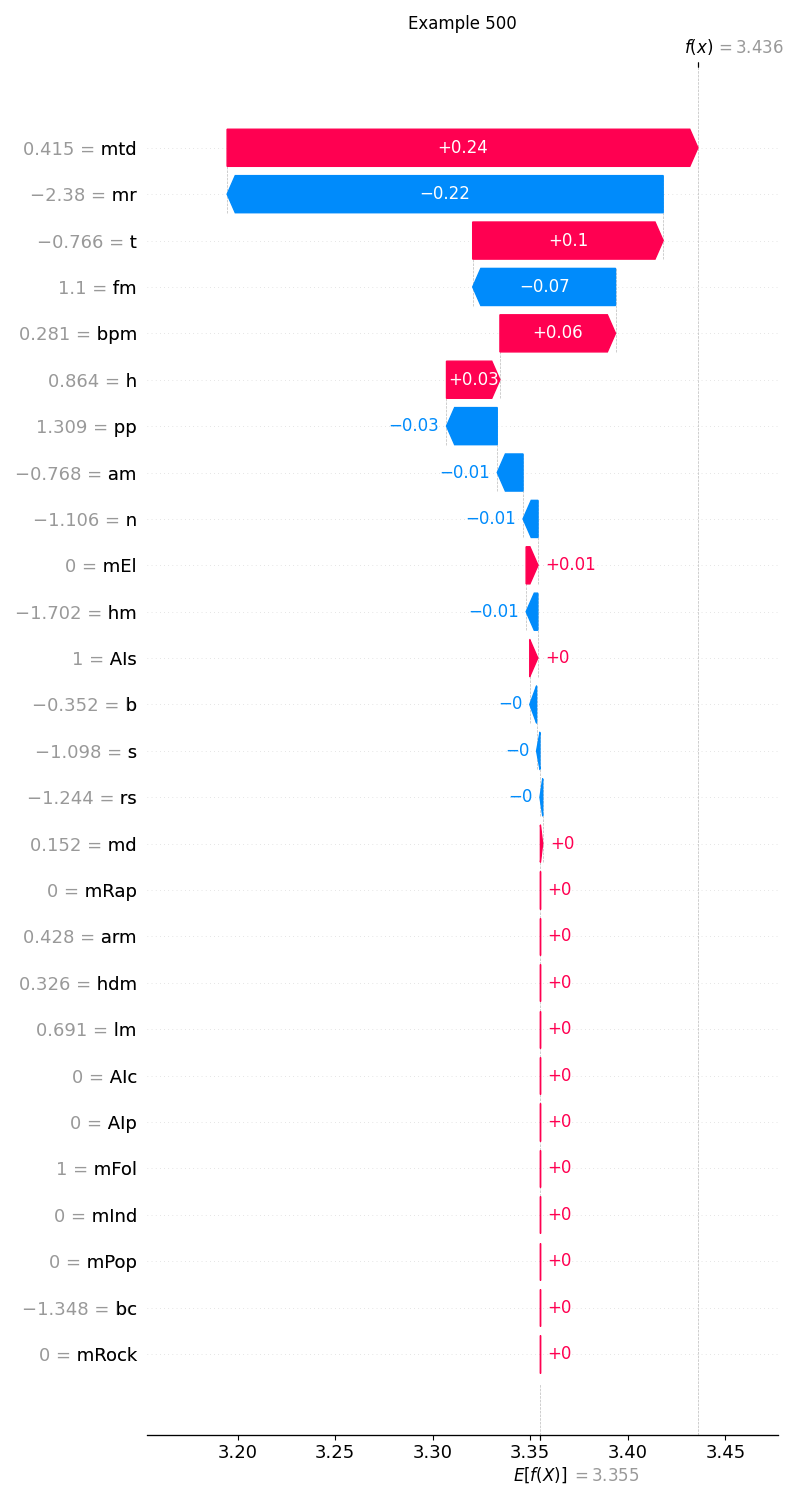 Example 500
f(x) = 3.436
0.415 = mtd +0.24
−2.38 = mr −0.22
−0.766 = t +0.1
1.1 = fm −0.07
0.281 = bpm +0.06
0.864 = h +0.03
1.309 = pp −0.03
−0.768 = am −0.01
−1.106 = n −0.01
0 = mEl +0.01
−1.702 = hm −0.01
1 = AIs +0
−0.352 = b −0
−1.098 = s −0
−1.244 = rs −0
0.152 = md +0
0 = mRap +0
0.428 = arm +0
0.326 = hdm +0
0.691 = lm +0
0 = AIc +0
0 = AIp +0
1 = mFol +0
0 = mInd +0
0 = mPop +0
−1.348 = bc +0
0 = mRock +0
3.20 3.25 3.30 3.35 3.40 3.45
E[f(X)] = 3.355